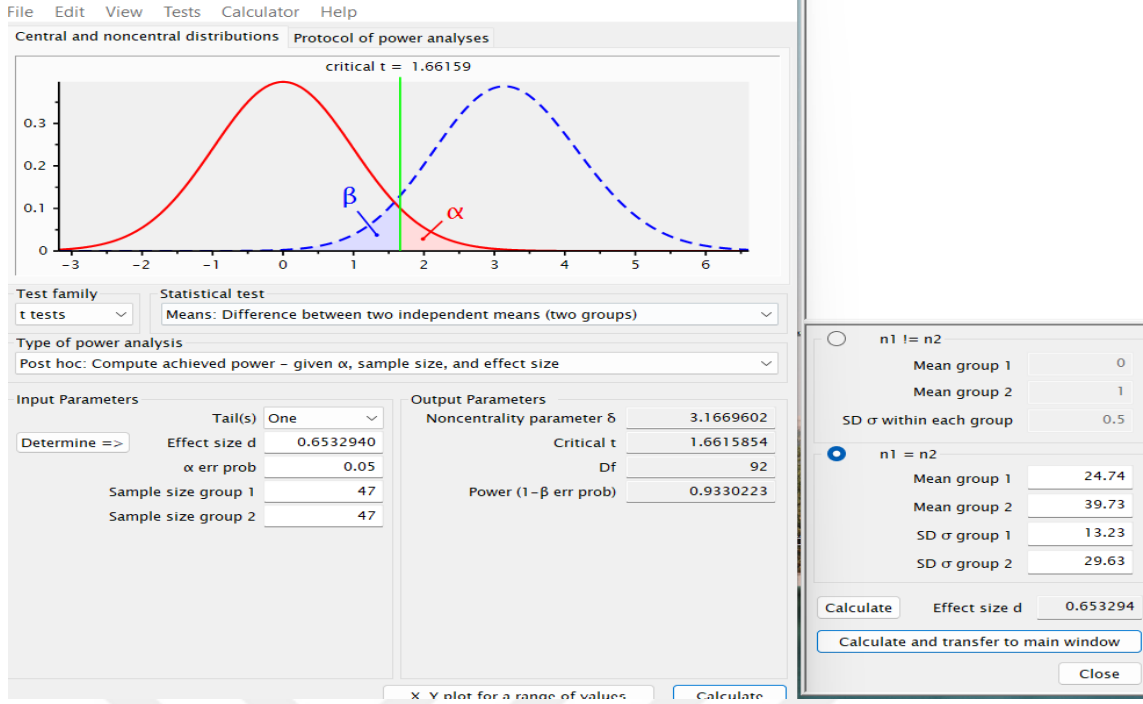 File Edit View Tests Calculator Help
Central and noncentral distributions Protocol of power analyses
critical t = 1.66159
0.3
0.2
0.1
0
β
α
-3 -2 -1 0 1 2 3 4 5 6
Test family Statistical test
t tests Means: Difference between two independent means (two groups)
Type of power analysis
Post hoc: Compute achieved power – given α, sample size, and effect size
Input Parameters
Tail(s) One
Determine => Effect size d 0.6532940
α err prob 0.05
Sample size group 1 47
Sample size group 2 47
Output Parameters
Noncentrality parameter δ 3.1669602
Critical t 1.6615854
Df 92
Power (1-β err prob) 0.9330223
X-Y plot for a range of values Calculate
n1 != n2
Mean group 1 0
Mean group 2 1
SD σ within each group 0.5
n1 = n2
Mean group 1 24.74
Mean group 2 39.73
SD σ group 1 13.23
SD σ group 2 29.63
Calculate Effect size d 0.653294
Calculate and transfer to main window
Close